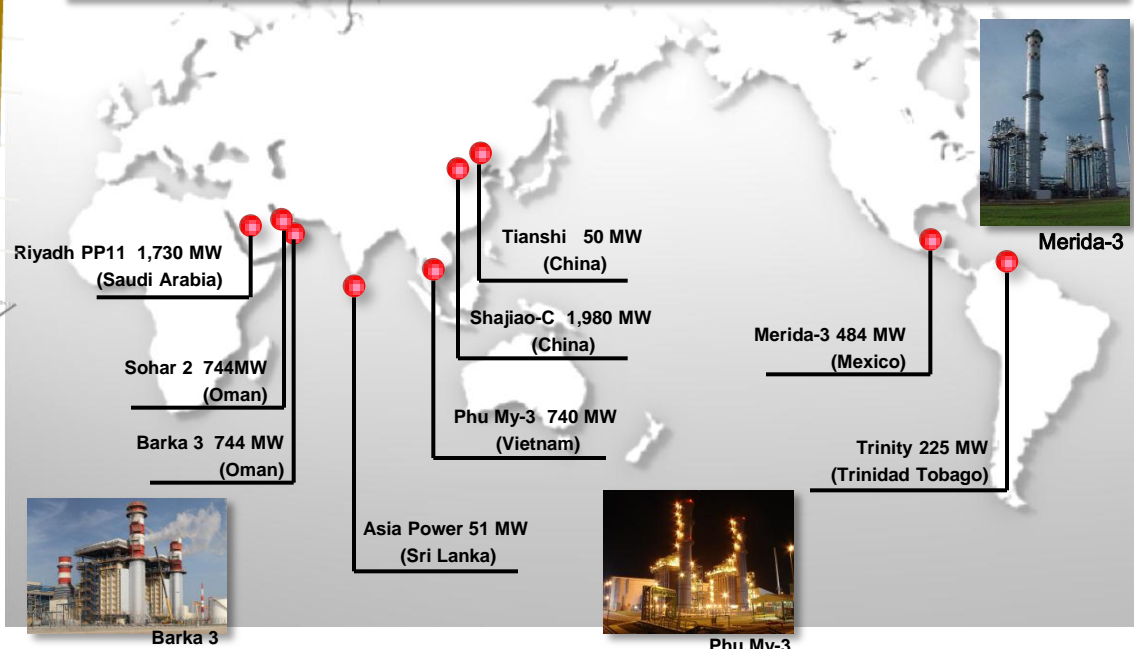 Merida-3
Riyadh PP11 1,730 MW
(Saudi Arabia)
Tianshi 50 MW
(China)
Shajiao-C 1,980 MW
(China)
Merida-3 484 MW
(Mexico)
Sohar 2 744MW
(Oman)
Phu My-3 740 MW
(Vietnam)
Barka 3 744 MW
(Oman)
Trinity 225 MW
(Trinidad Tobago)
Asia Power 51 MW
(Sri Lanka)
Barka 3
Phu My-3